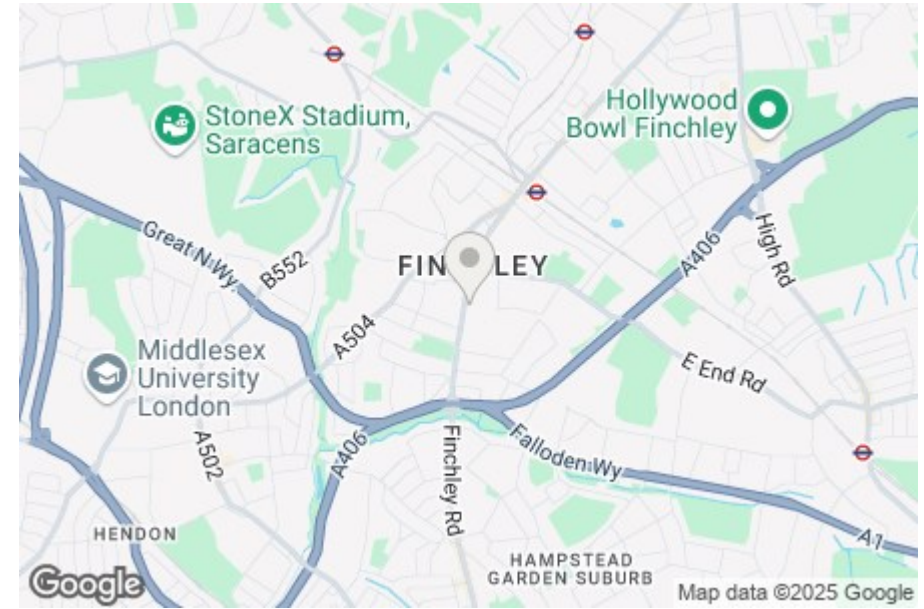 StoneX Stadium,
Saracens
Hollywood
Bowl Finchley
Great N Wy
B552
FINCHLEY
A406
High Rd
A504
Middlesex
University
London
E End Rd
A502
A406
Finchley Rd
Falloden Wy
HENDON
A1
HAMPSTEAD
GARDEN SUBURB
Google
Map data ©2025 Google